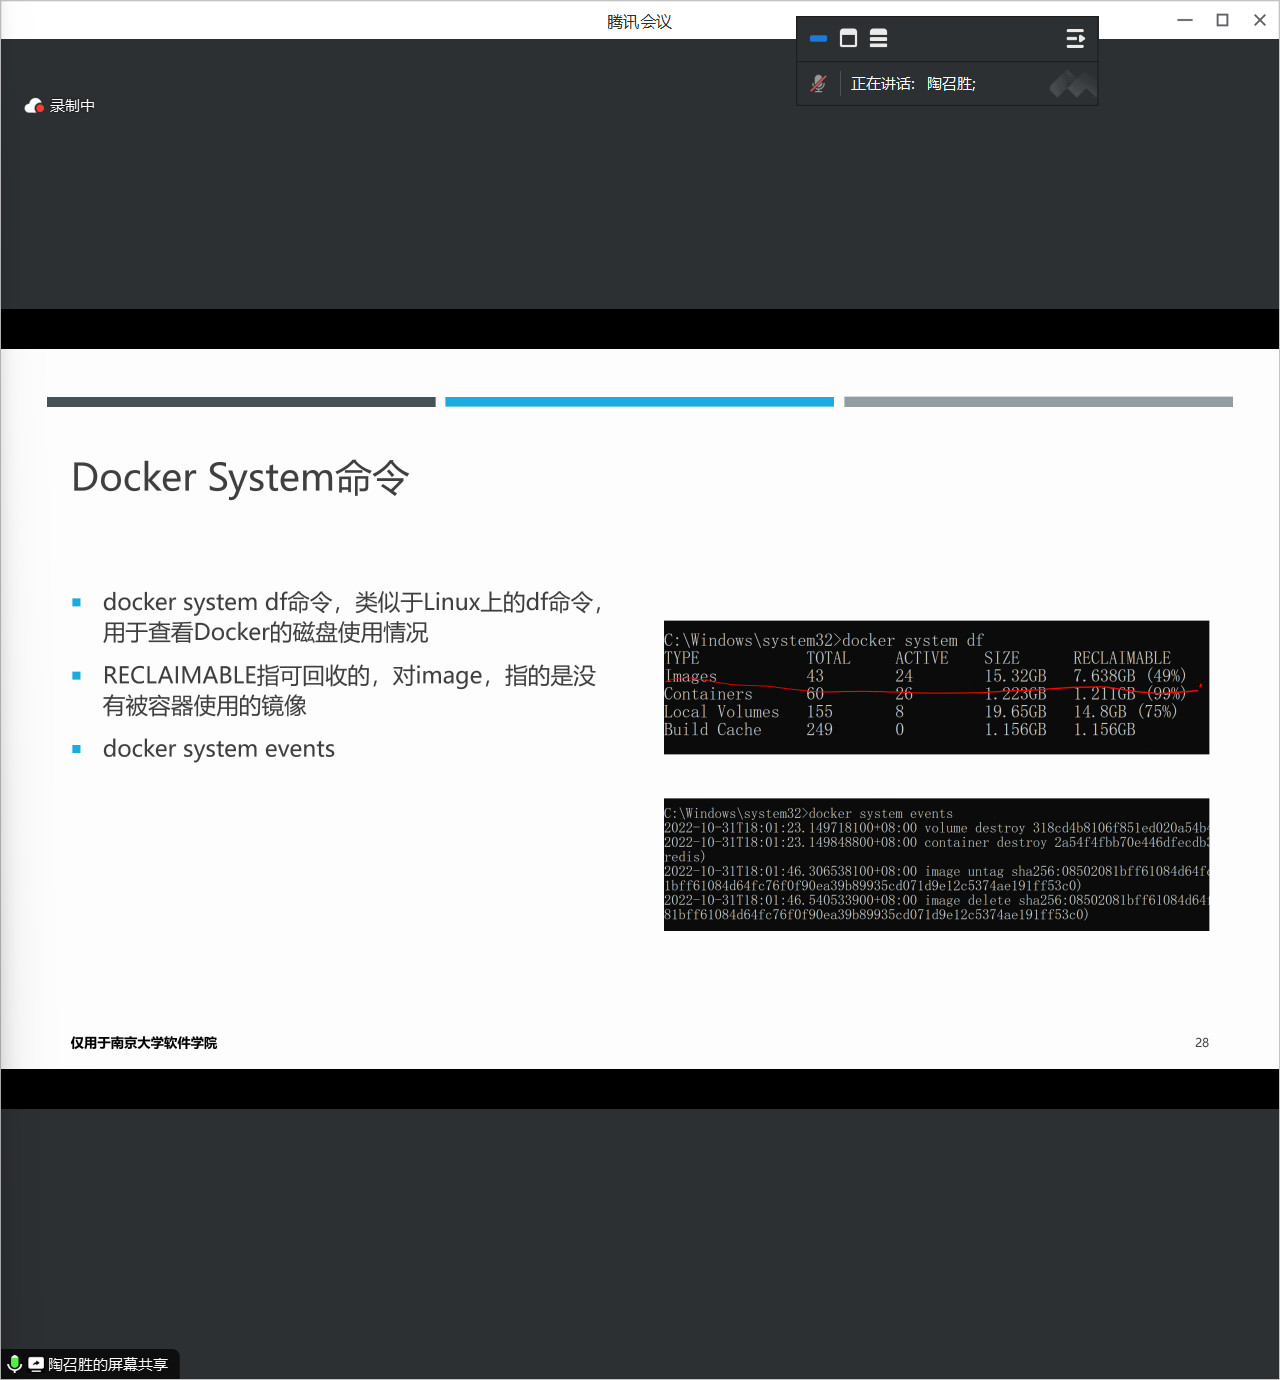 腾讯会议
正在讲话: 陶召胜;
录制中
Docker System命令
docker system df命令，类似于Linux上的df命令，
用于查看Docker的磁盘使用情况
RECLAIMABLE指可回收的，对image，指的是没
有被容器使用的镜像
docker system events
C:\Windows\system32>docker system df
TYPE TOTAL ACTIVE SIZE RECLAIMABLE
Images 43 24 15.32GB 7.638GB (49%)
Containers 60 26 1.223GB 1.211GB (99%)
Local Volumes 155 8 19.65GB 14.8GB (75%)
Build Cache 249 0 1.156GB 1.156GB
C:\Windows\system32>docker system events
2022-10-31T18:01:23.149718100+08:00 volume destroy 318cd4b8106f851ed020a54b4
2022-10-31T18:01:23.149848800+08:00 container destroy 2a54f4fbb70e446dfecdb3
redis)
2022-10-31T18:01:46.306538100+08:00 image untag sha256:08502081bff61084d64fc
1bff61084d64fc76f0f90ea39b89935cd071d9e12c5374ae191ff53c0)
2022-10-31T18:01:46.540533900+08:00 image delete sha256:08502081bff61084d64f
81bff61084d64fc76f0f90ea39b89935cd071d9e12c5374ae191ff53c0)
仅用于南京大学软件学院
28
陶召胜的屏幕共享